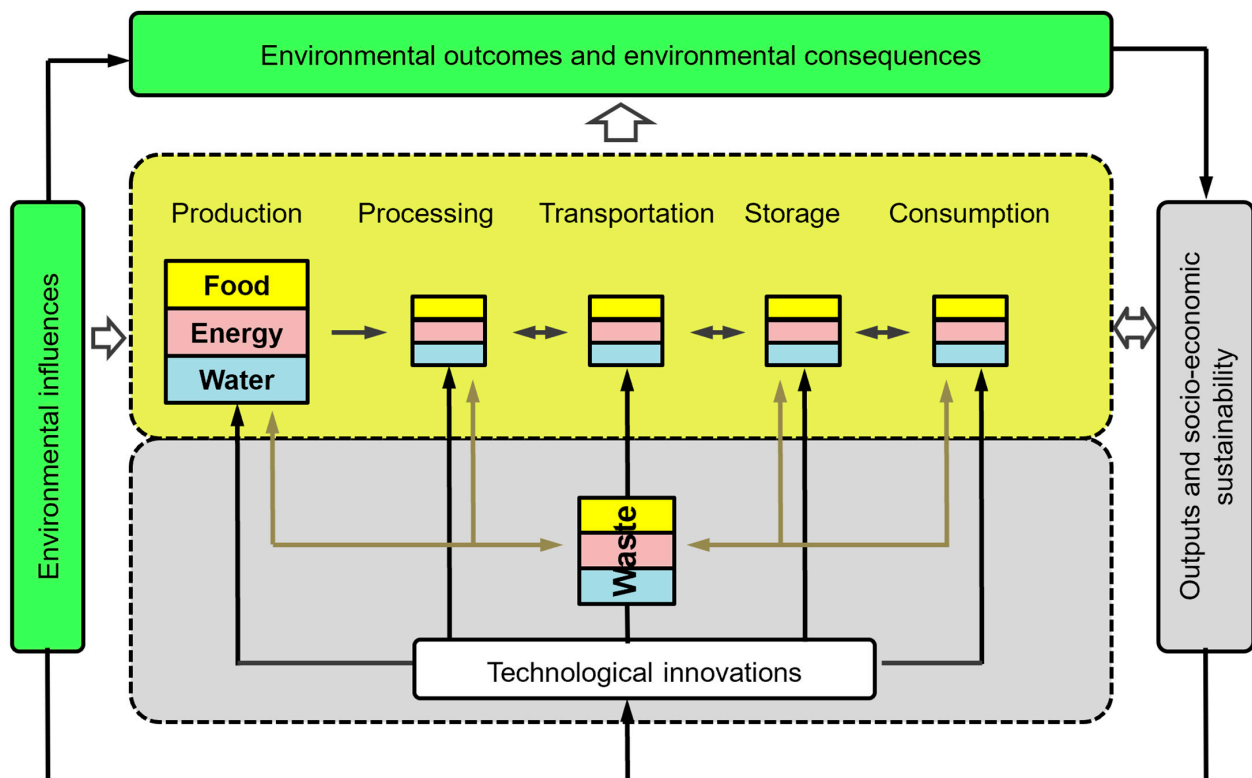 Environmental outcomes and environmental consequences
Production
Processing
Transportation
Storage
Consumption
Food
Energy
Water
Environmental influences
Outputs and socio-economic
sustainability
Waste
Technological innovations